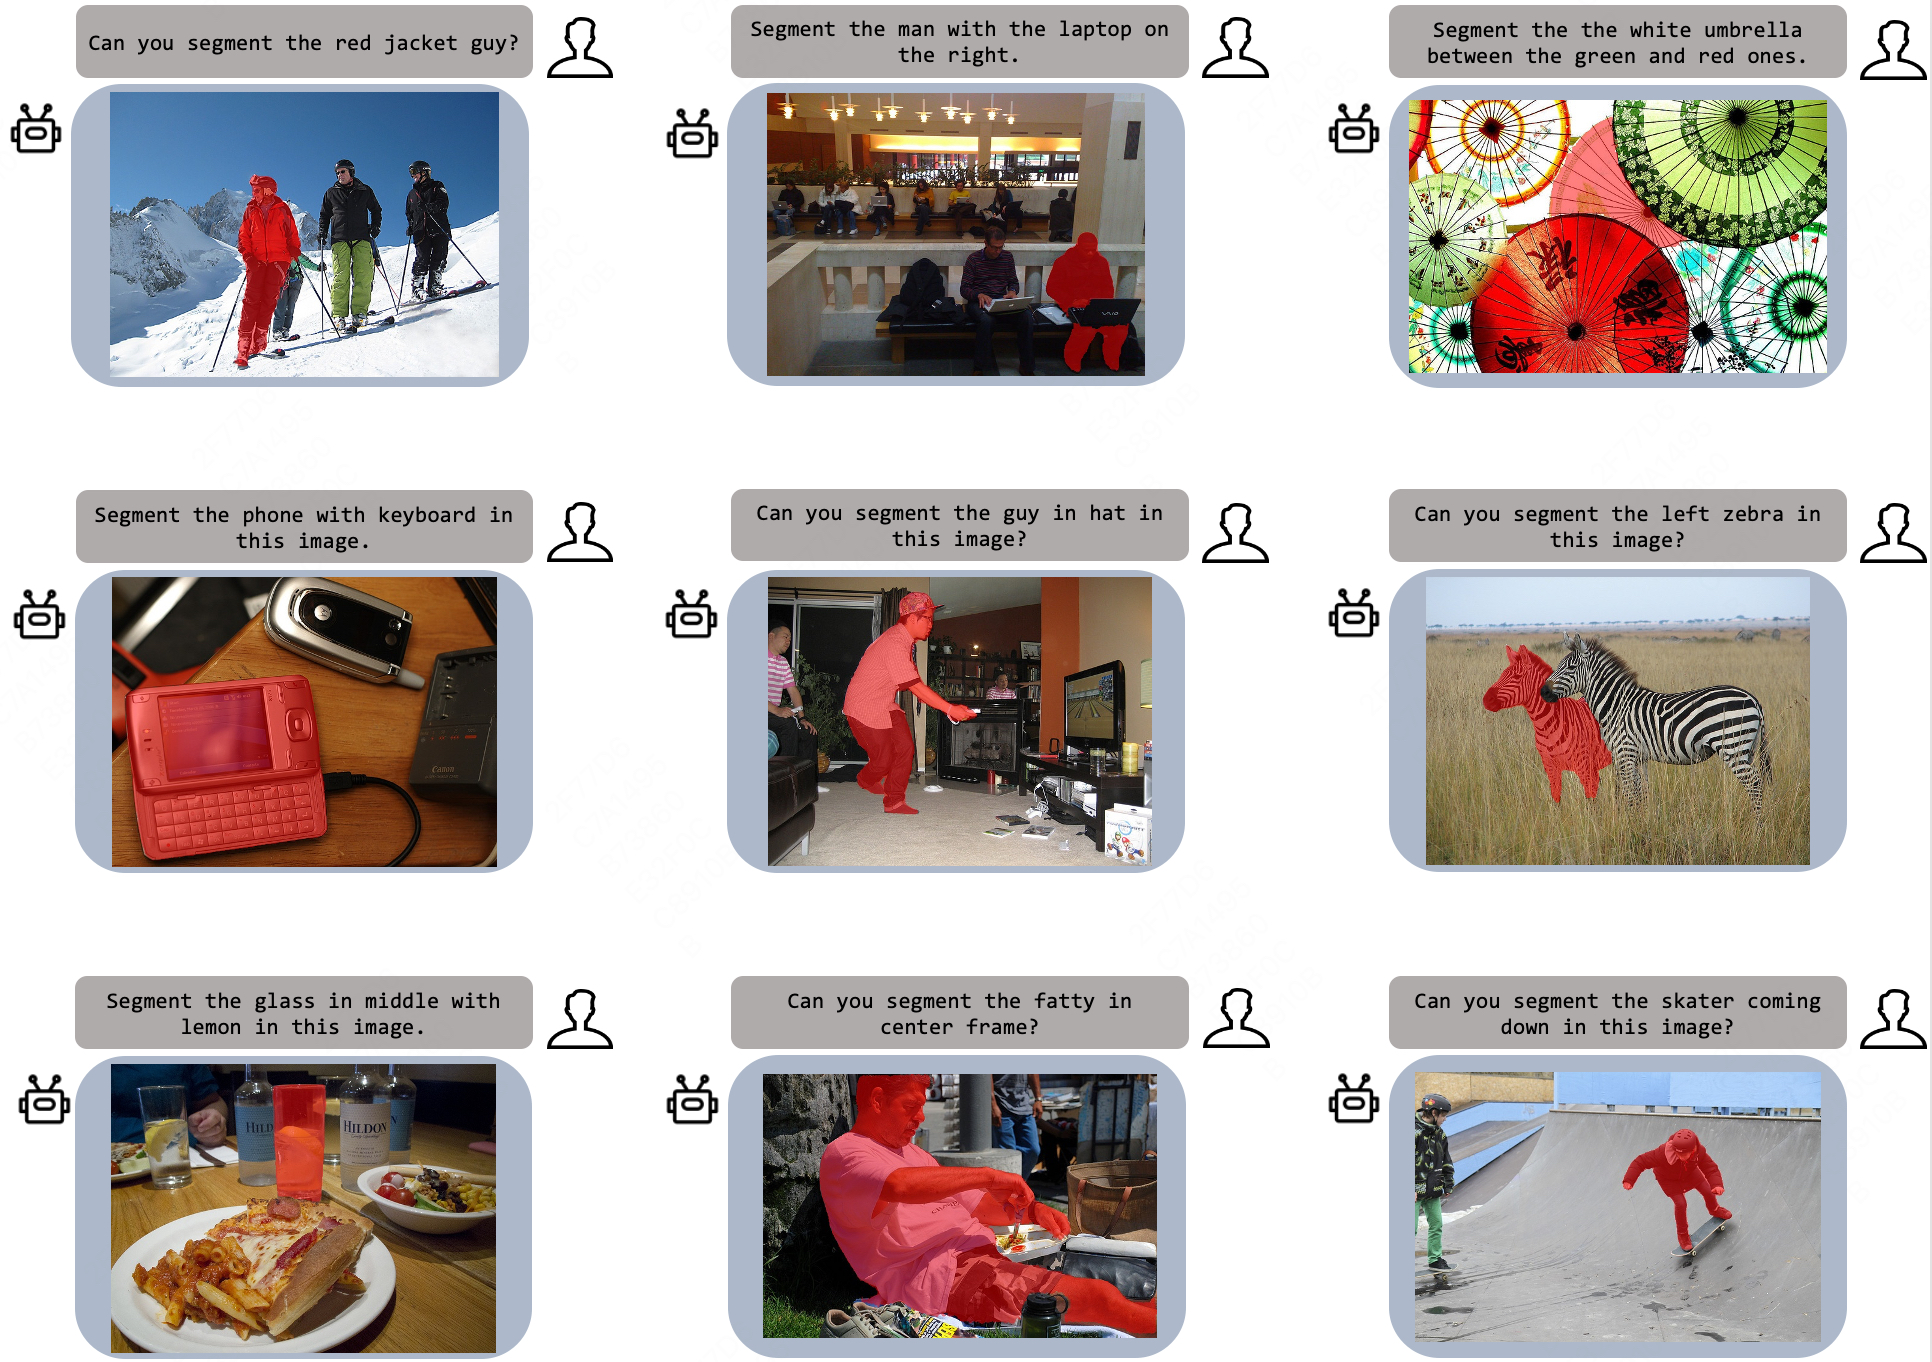 Can you segment the red jacket guy?
Segment the man with the laptop on
the right.
Segment the the white umbrella
between the green and red ones.
VAIO
Segment the phone with keyboard in
this image.
Can you segment the guy in hat in
this image?
Can you segment the left zebra in
this image?
Canon
Segment the glass in middle with
lemon in this image.
Can you segment the fatty in
center frame?
Can you segment the skater coming
down in this image?
HILD
HILDON
N